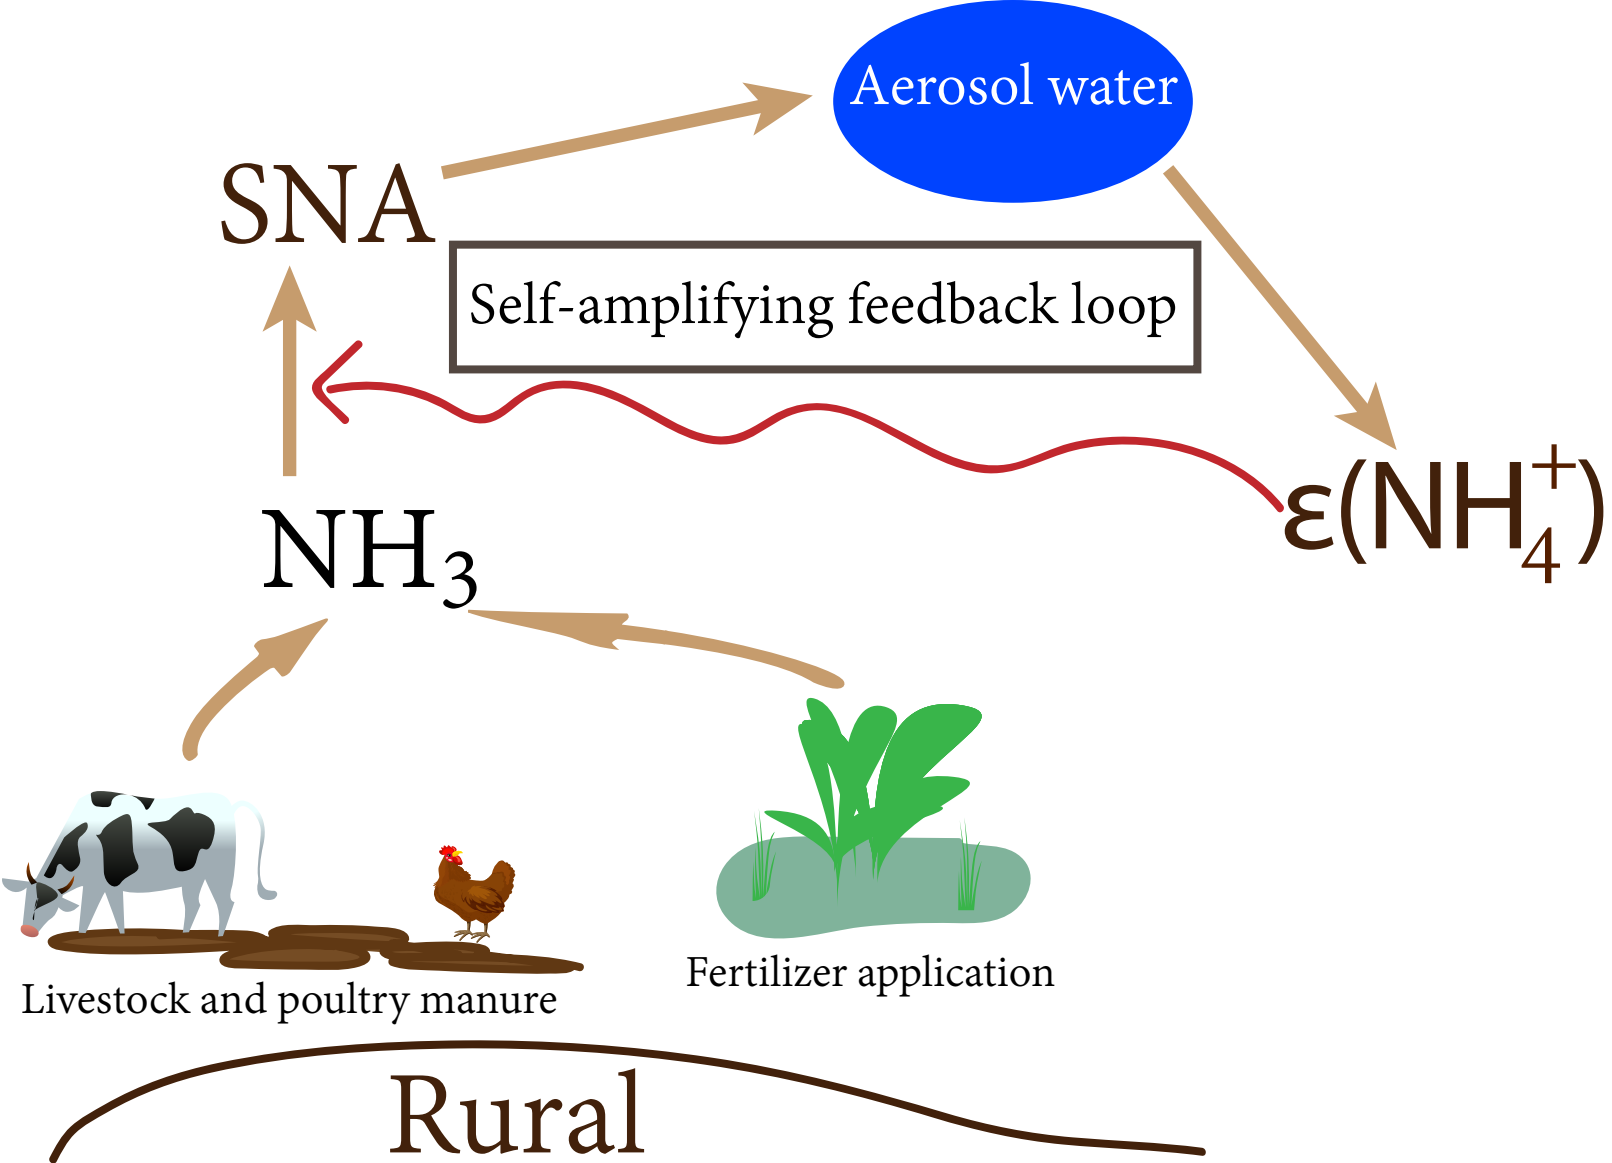 Aerosol water
SNA
Self-amplifying feedback loop
ε(NH₄⁺)
NH₃
Fertilizer application
Livestock and poultry manure
Rural